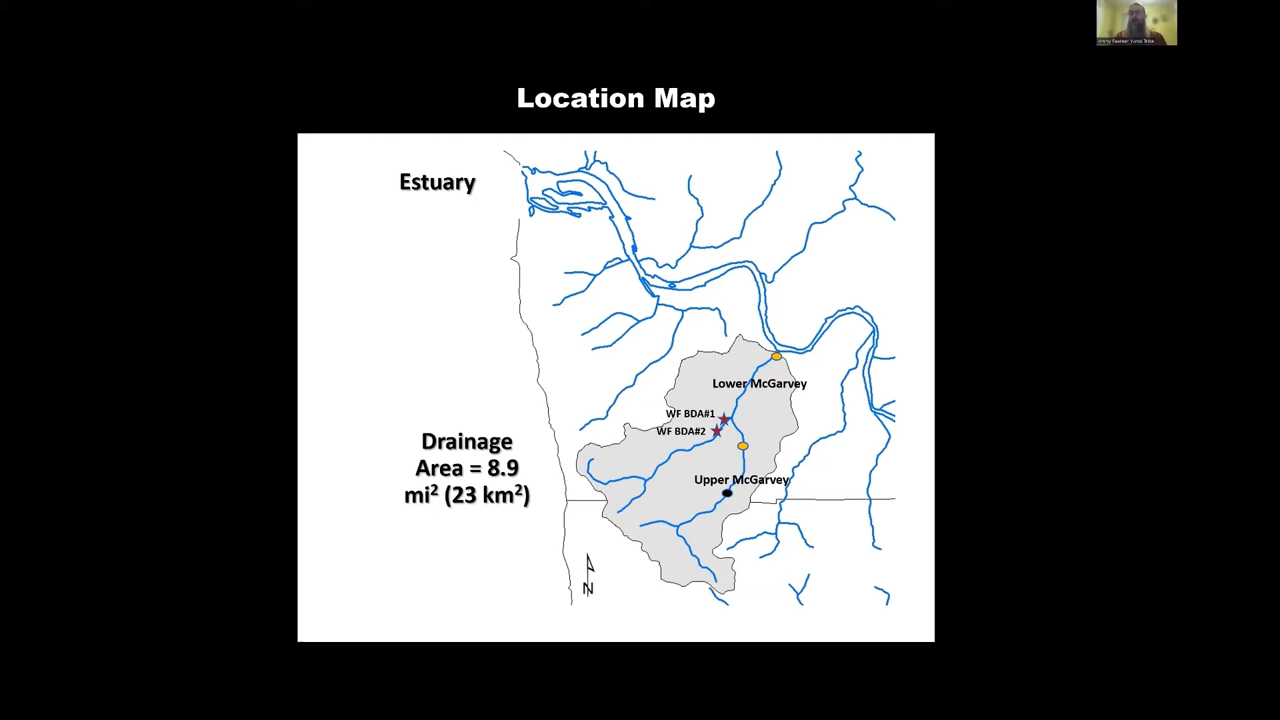 Location Map
Estuary
Lower McGarvey
WF BDA#1
WF BDA#2
Drainage
Area = 8.9
mi² (23 km²)
Upper McGarvey
N